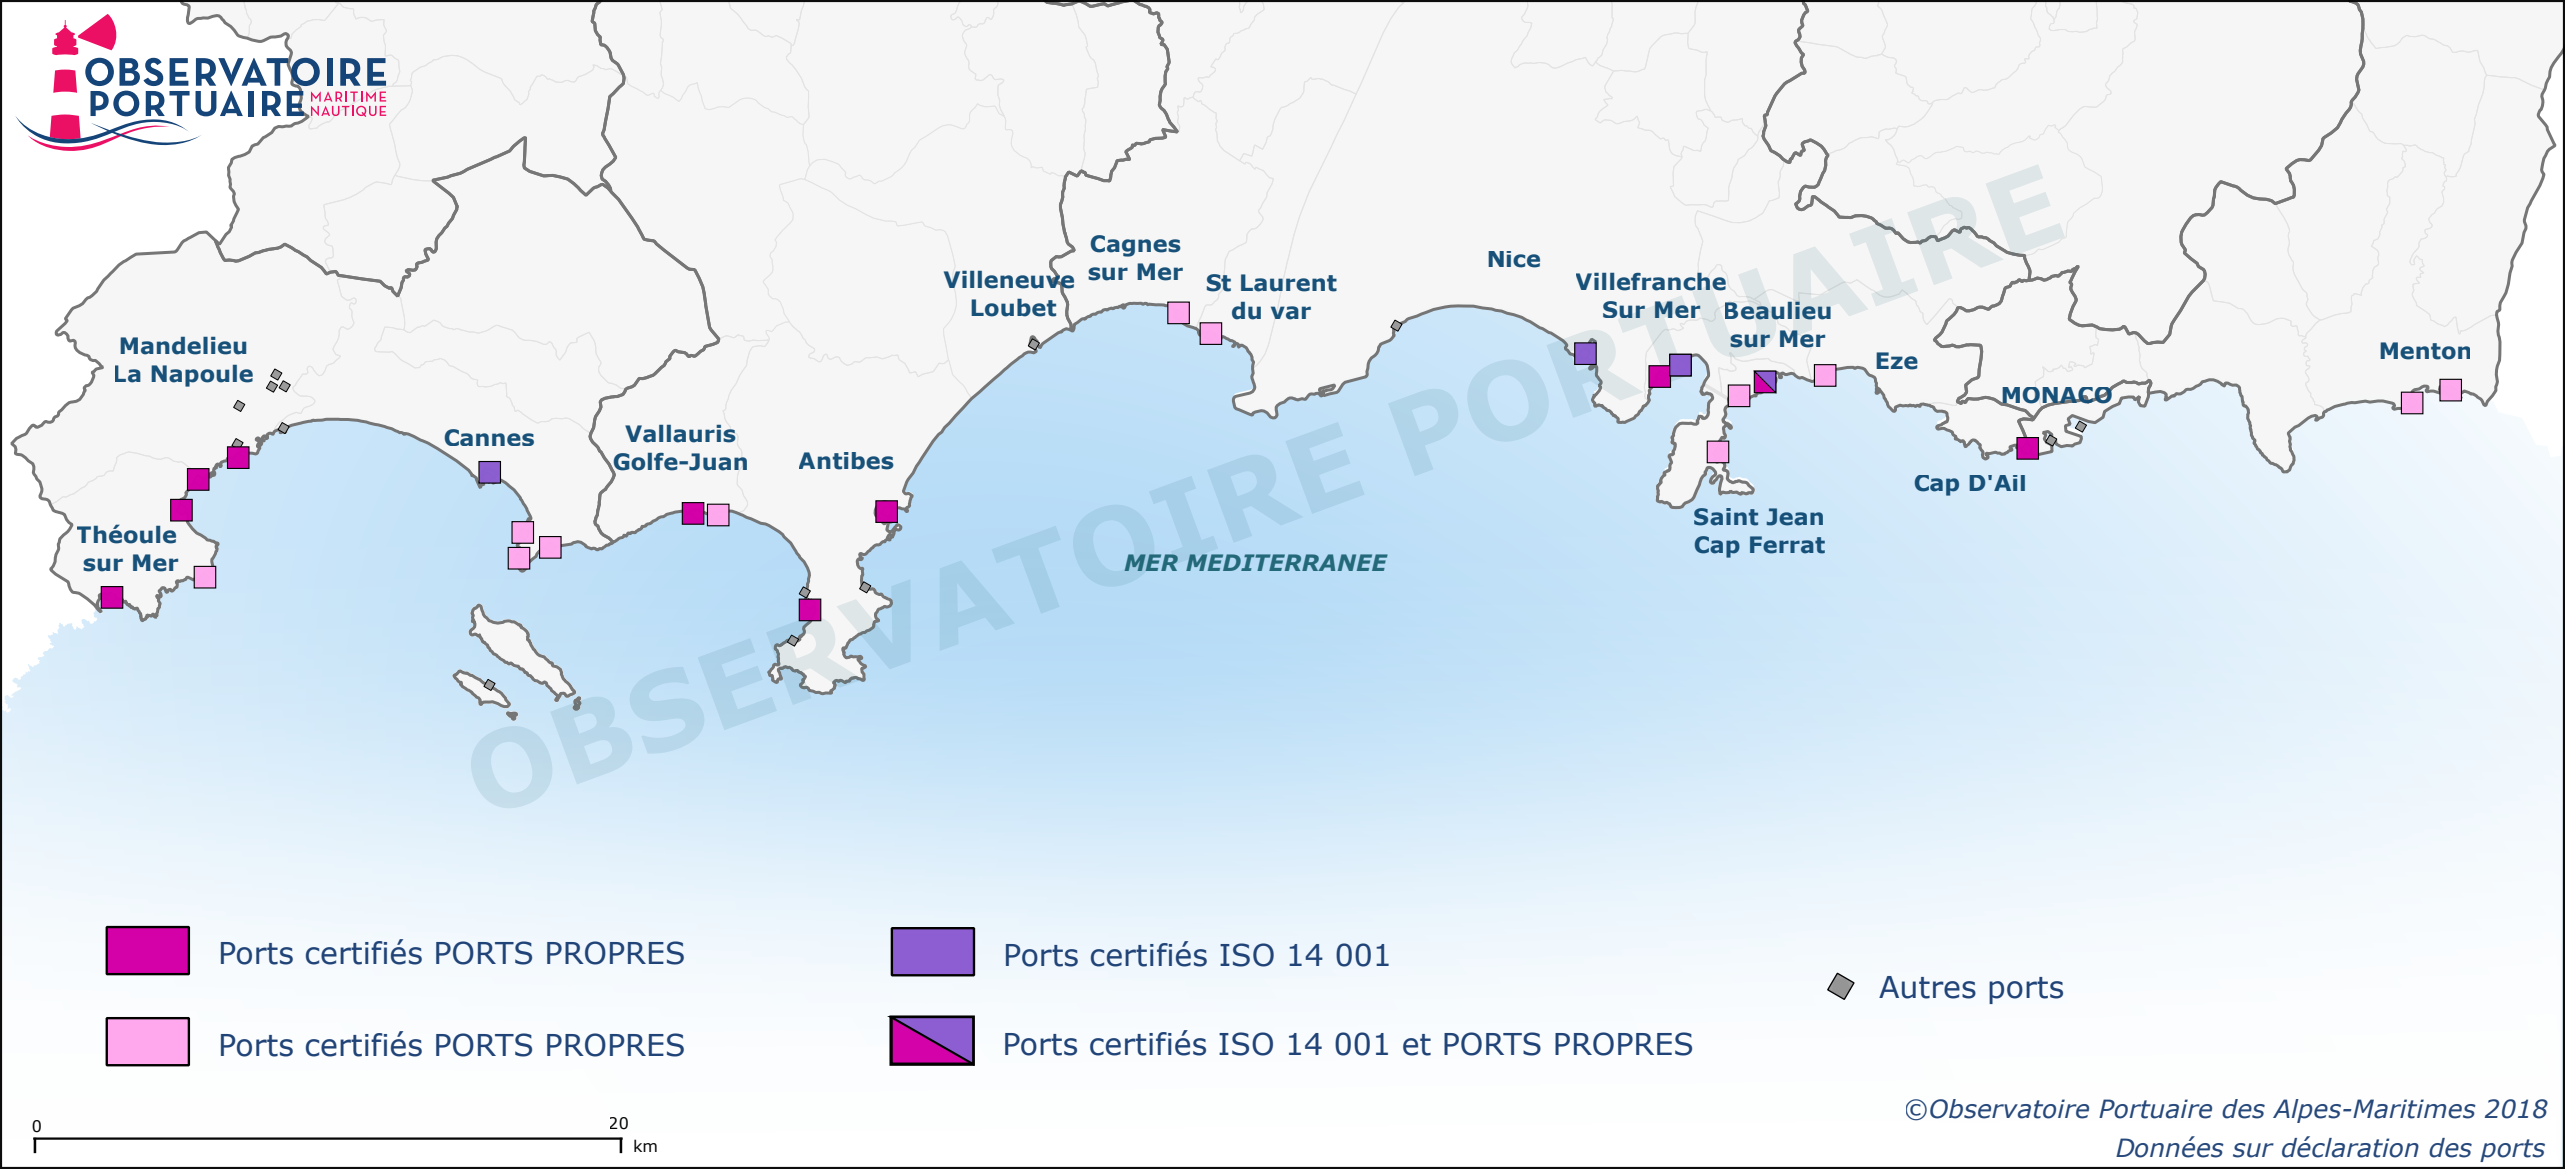 OBSERVATOIRE
PORTUAIRE
MARITIME
NAUTIQUE
Cagnes
sur Mer
Nice
Villeneuve
Loubet
St Laurent
du var
Villefranche
Sur Mer
Beaulieu
sur Mer
Eze
Menton
Mandelieu
La Napoule
MONACO
Cannes
Vallauris
Golfe-Juan
Antibes
Cap D'Ail
Théoule
sur Mer
Saint Jean
Cap Ferrat
MER MEDITERRANEE
OBSERVATOIRE PORTUAIRE
Ports certifiés PORTS PROPRES
Ports certifiés ISO 14 001
Autres ports
Ports certifiés PORTS PROPRES
Ports certifiés ISO 14 001 et PORTS PROPRES
0
20
km
©Observatoire Portuaire des Alpes-Maritimes 2018
Données sur déclaration des ports